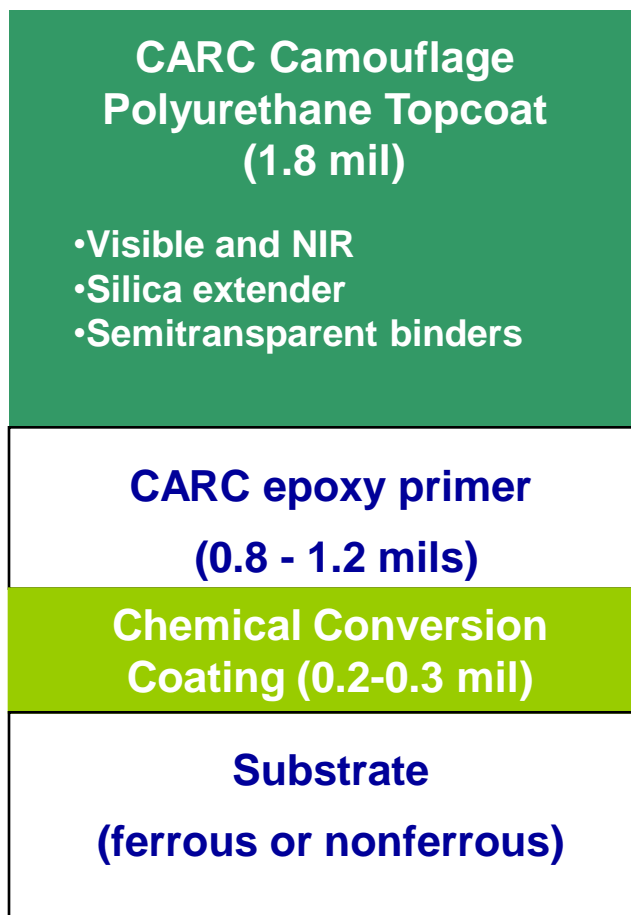 CARC Camouflage
Polyurethane Topcoat
(1.8 mil)
•Visible and NIR
•Silica extender
•Semitransparent binders
CARC epoxy primer
(0.8 - 1.2 mils)
Chemical Conversion
Coating (0.2-0.3 mil)
Substrate
(ferrous or nonferrous)